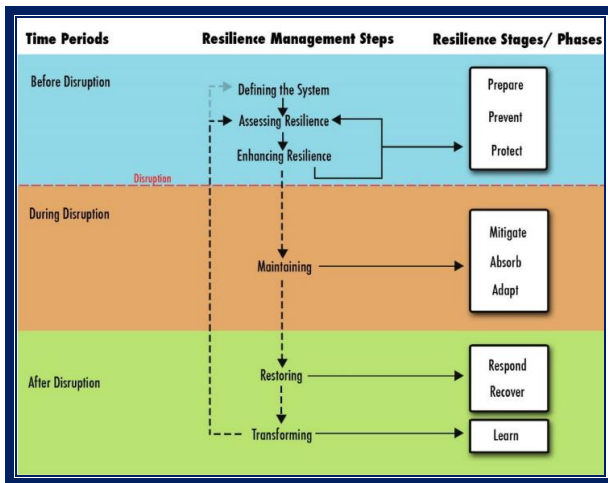 Time Periods
Resilience Management Steps
Resilience Stages/ Phases
Before Disruption
Defining the System
Assessing Resilience
Enhancing Resilience
Prepare
Prevent
Protect
Disruption
During Disruption
Maintaining
Mitigate
Absorb
Adapt
After Disruption
Restoring
Transforming
Respond
Recover
Learn